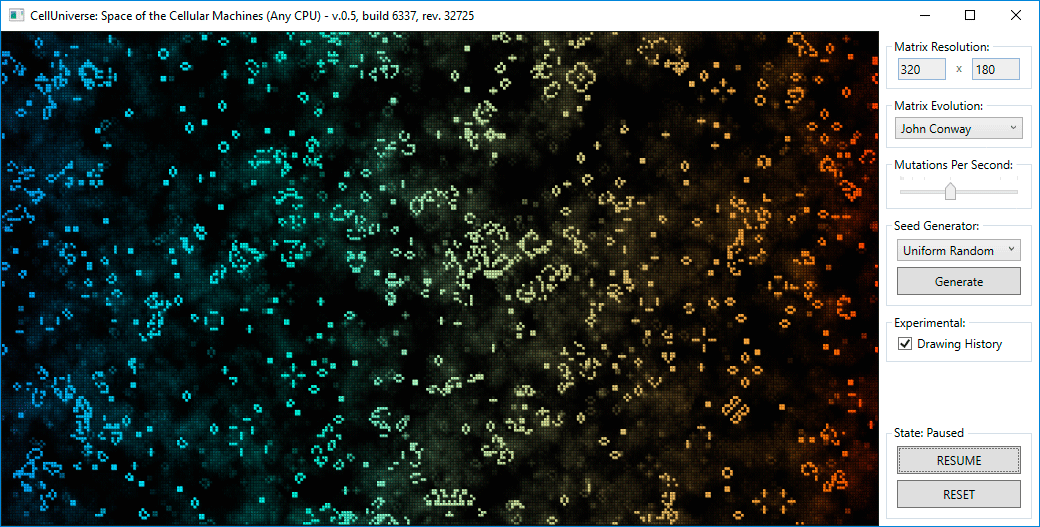 CellUniverse: Space of the Cellular Machines (Any CPU) - v.0.5, build 6337, rev. 32725
Matrix Resolution:
320 x 180
Matrix Evolution:
John Conway
Mutations Per Second:
Seed Generator:
Uniform Random
Generate
Experimental:
Drawing History
State: Paused
RESUME
RESET